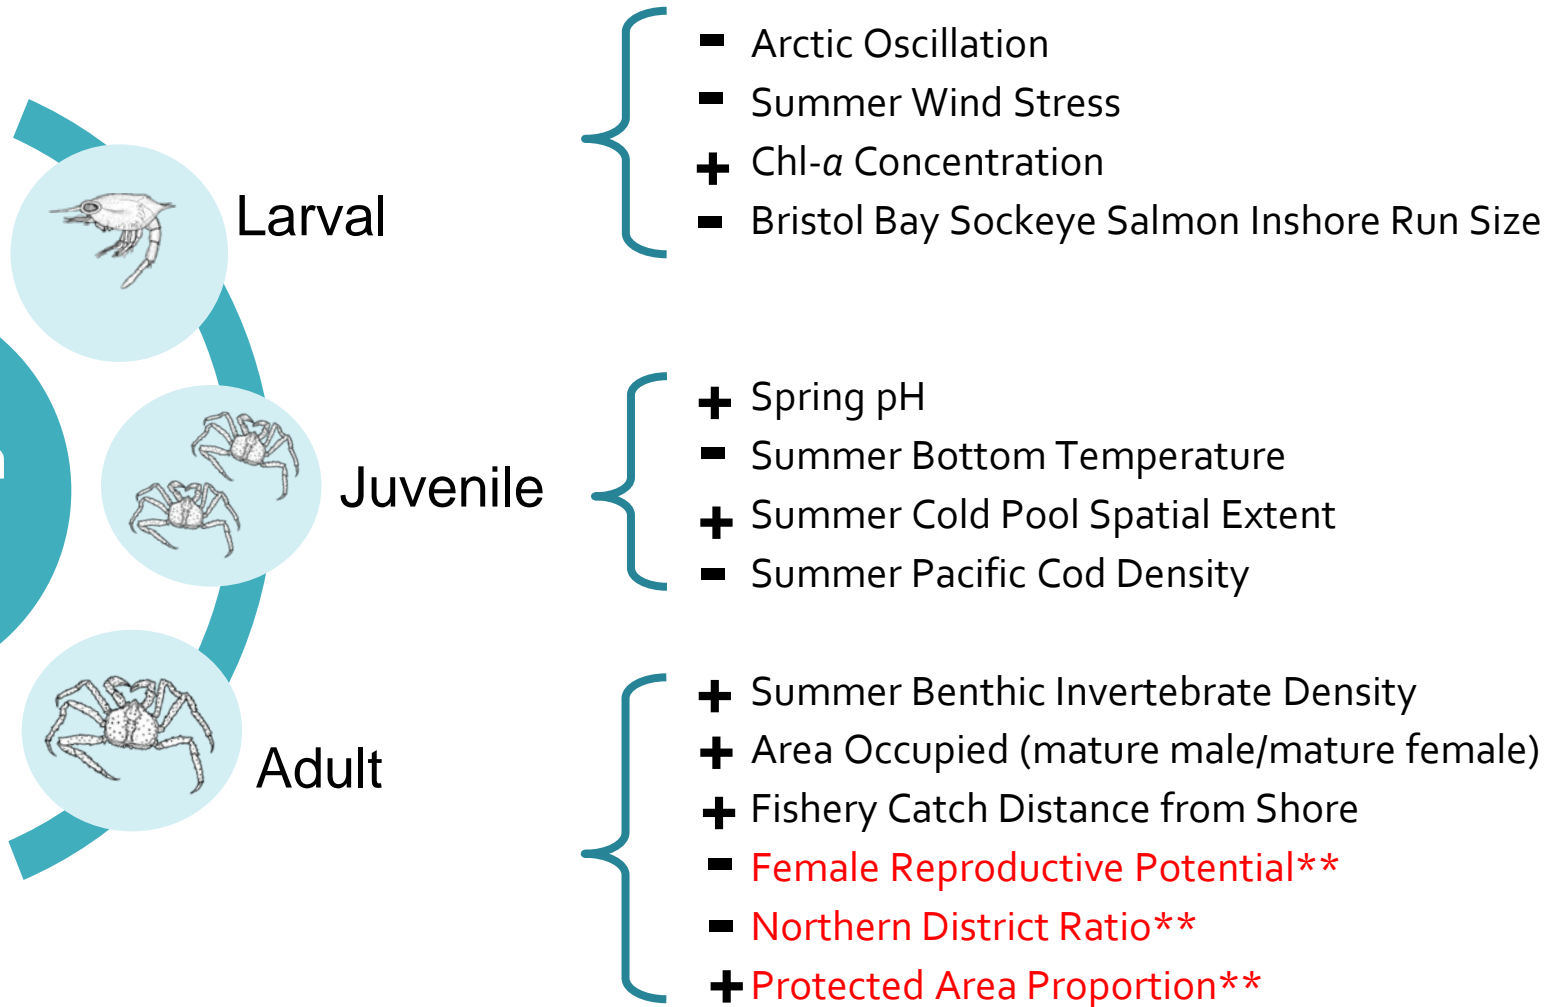 Larval
- Arctic Oscillation
- Summer Wind Stress
+ Chl-a Concentration
- Bristol Bay Sockeye Salmon Inshore Run Size
Juvenile
+ Spring pH
- Summer Bottom Temperature
+ Summer Cold Pool Spatial Extent
- Summer Pacific Cod Density
Adult
+ Summer Benthic Invertebrate Density
+ Area Occupied (mature male/mature female)
+ Fishery Catch Distance from Shore
- Female Reproductive Potential**
- Northern District Ratio**
+ Protected Area Proportion**